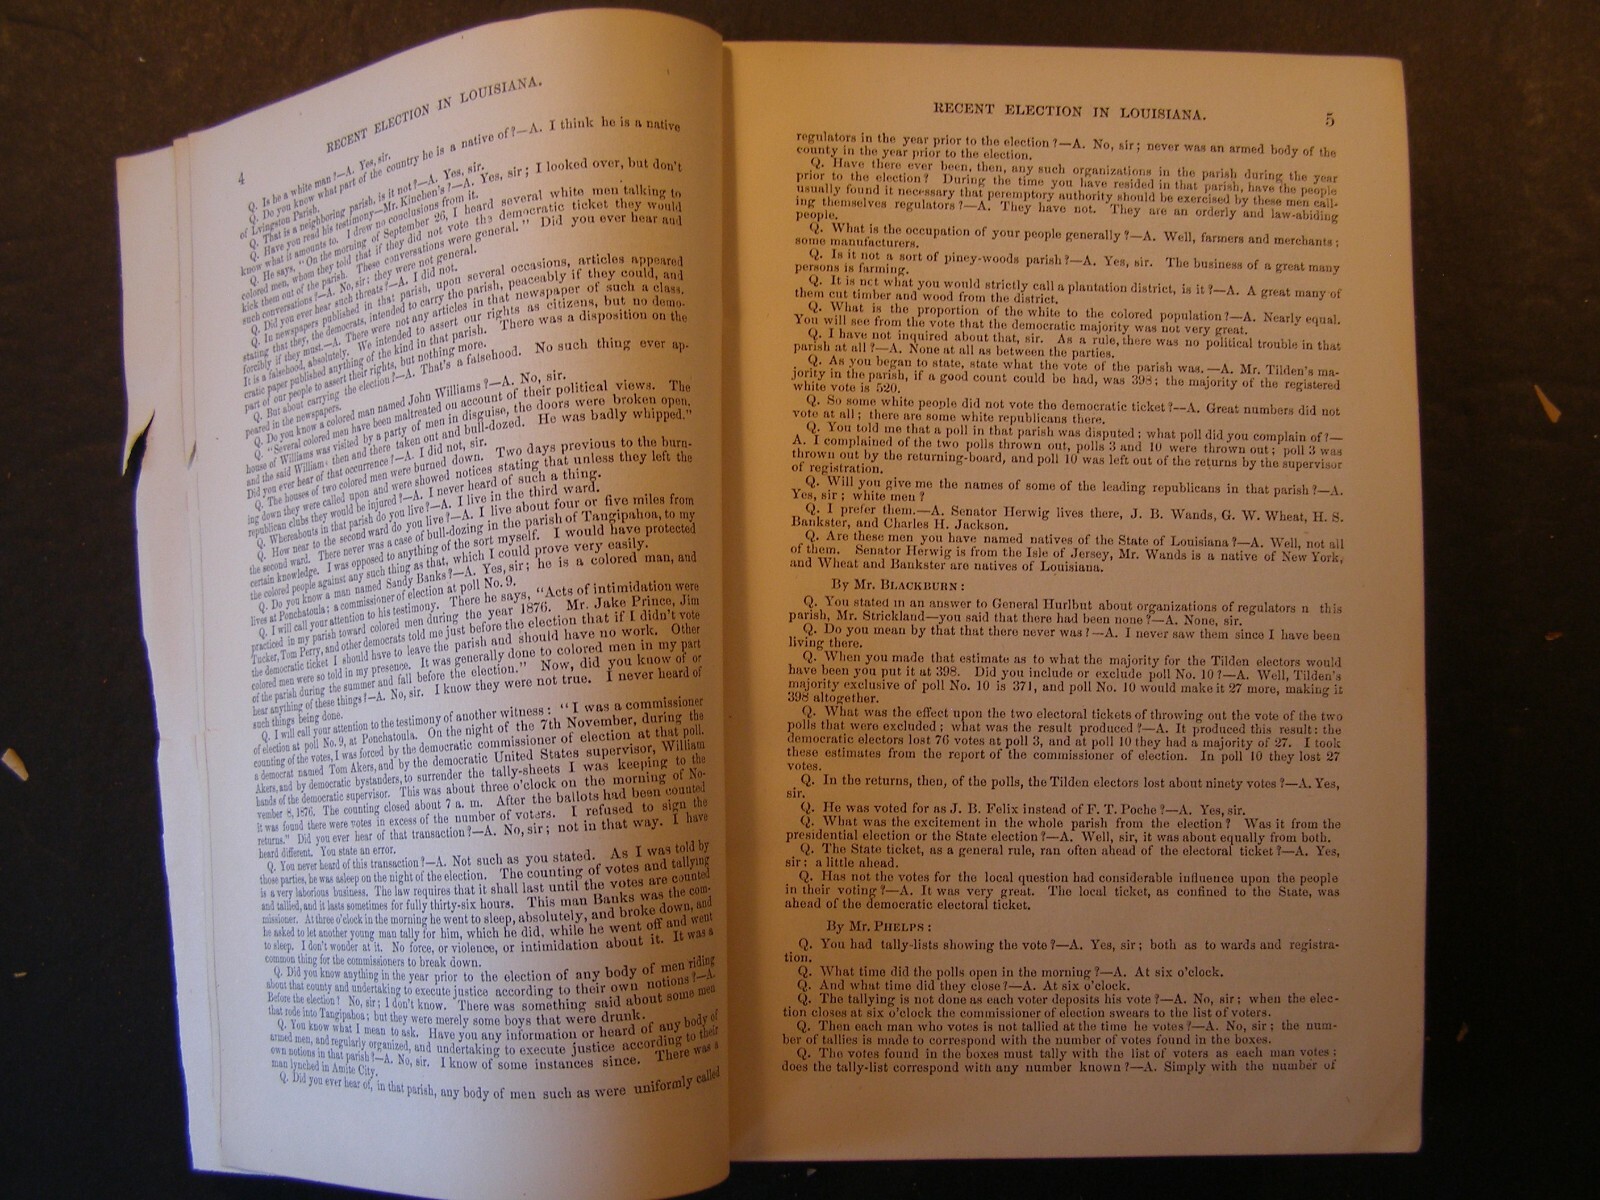 4
RECENT ELECTION IN LOUISIANA.
Q. Is he a white man?—A. Yes, sir.
Q. Do you know what part of the country he is a native of?—A. I think he is a native
of Livingston Parish.
Q. That is a neighboring parish, is it not?—A. Yes, sir.
Q. Have you read his testimony—Mr. Kinchen's?—A. Yes, sir; I looked over, but don't
know what it amounts to. I drew no conclusions from it.
Q. He says, "On the morning of September 26, I heard several white men talking to
colored men, whom they told that if they did not vote the democratic ticket they would
kick them out of the parish. These conversations were general." Did you ever hear and
such conversations?—A. No, sir; they were not general.
Q. Did you ever hear such threats?—A. I did not.
Q. In newspapers published in that parish, upon several occasions, articles appeared
stating that they, the democrats, intended to carry the parish, peaceably if they could, and
forcibly if they must.—A. There were not any articles in that newspaper of such a class.
It is a falsehood, absolutely. We intended to assert our rights as citizens, but no demo-
cratic paper published anything of the kind in that parish. There was a disposition on the
part of our people to assert their rights, but nothing more.
Q. But about carrying the election?—A. That's a falsehood. No such thing ever ap-
peared in the newspapers.
Q. Do you know a colored man named John Williams?—A. No, sir.
Q. "Several colored men have been maltreated on account of their political views. The
house of Williams was visited by a party of men in disguise, the doors were broken open,
and the said Williams then and there taken out and bull-dozed. He was badly whipped."
Did you ever hear of that occurrence?—A. I did not, sir.
Q. The houses of two colored men were burned down. Two days previous to the burn-
ing down they were called upon and were showed notices stating that unless they left the
republican clubs they would be injured?—A. I never heard of such a thing.
Q. Whereabouts in that parish do you live?—A. I live in the third ward.
Q. How near to the second ward do you live?—A. I live about four or five miles from
the second ward. There never was a case of bull-dozing in the parish of Tangipahoa, to my
certain knowledge. I was opposed to anything of the sort myself. I would have protected
the colored people against any such thing as that, which I could prove very easily.
Q. Do you know a man named Sandy Banks?—A. Yes, sir; he is a colored man, and
lives at Ponchatoula; a commissioner of election at poll No. 9.
Q. I will call your attention to his testimony. There he says, "Acts of intimidation were
practiced in my parish toward colored men during the year 1876. Mr. Jake Prince, Jim
Tucker, Tom Perry, and other democrats told me just before the election that if I didn't vote
the democratic ticket I should have to leave the parish and should have no work. Other
colored men were so told in my presence. It was generally done to colored men in my part
of the parish during the summer and fall before the election." Now, did you know of or
hear anything of these things?—A. No, sir. I know they were not true. I never heard of
such things being done.
Q. I will call your attention to the testimony of another witness: "I was a commissioner
of election at poll No. 9, at Ponchatoula. On the night of the 7th November, during the
counting of the votes, I was forced by the democratic commissioner of election at that poll,
a democrat named Tom Akers, and by the democratic United States supervisor, William
Akers, and by democratic bystanders, to surrender the tally-sheets I was keeping to the
hands of the democratic supervisor. This was about three o'clock on the morning of No-
vember 8, 1876. The counting closed about 7 a. m. After the ballots had been counted
it was found there were votes in excess of the number of voters. I refused to sign the
returns." Did you ever hear of that transaction?—A. No, sir; not in that way. I have
heard different. You state an error.
Q. You never heard of this transaction?—A. Not such as you stated. As I was told by
those parties, he was asleep on the night of the election. The counting of votes and tallying
is a very laborious business. The law requires that it shall last until the votes are counted
and tallied, and it lasts sometimes for fully thirty-six hours. This man Banks was the com-
missioner. At three o'clock in the morning he went to sleep, absolutely, and broke down, and
he asked to let another young man tally for him, which he did, while he went off and went
to sleep. I don't wonder at it. No force, or violence, or intimidation about it. It was a
common thing for the commissioners to break down.
Q. Did you know anything in the year prior to the election of any body of men riding
about that county and undertaking to execute justice according to their own notions?—A.
Before the election? No, sir; I don't know. There was something said about some men
that rode into Tangipahoa; but they were merely some boys that were drunk.
Q. You know what I mean to ask. Have you any information or heard of any body of
armed men, and regularly organized, and undertaking to execute justice according to their
own notions in that parish?—A. No, sir. I know of some instances since. There was a
man lynched in Amite City.
Q. Did you ever hear of, in that parish, any body of men such as were uniformly called
RECENT ELECTION IN LOUISIANA.
5
regulators in the year prior to the election?—A. No, sir; never was an armed body of the
county in the year prior to the election.
Q. Have there ever been, then, any such organizations in the parish during the year
prior to the election? During the time you have resided in that parish, have the people
usually found it necessary that peremptory authority should be exercised by these men call-
ing themselves regulators?—A. They have not. They are an orderly and law-abiding
people.
Q. What is the occupation of your people generally?—A. Well, farmers and merchants;
some manufacturers.
Q. Is it not a sort of piney-woods parish?—A. Yes, sir. The business of a great many
persons is farming.
Q. It is not what you would strictly call a plantation district, is it?—A. A great many of
them cut timber and wood from the district.
Q. What is the proportion of the white to the colored population?—A. Nearly equal.
You will see from the vote that the democratic majority was not very great.
Q. I have not inquired about that, sir. As a rule, there was no political trouble in that
parish at all?—A. None at all as between the parties.
Q. As you began to state, state what the vote of the parish was.—A. Mr. Tilden's ma-
jority in the parish, if a good count could be had, was 398; the majority of the registered
white vote is 520.
Q. So some white people did not vote the democratic ticket?—A. Great numbers did not
vote at all; there are some white republicans there.
Q. You told me that a poll in that parish was disputed; what poll did you complain of?—
A. I complained of the two polls thrown out, polls 3 and 10 were thrown out; poll 3 was
thrown out by the returning-board, and poll 10 was left out of the returns by the supervisor
of registration.
Q. Will you give me the names of some of the leading republicans in that parish?—A.
Yes, sir; white men?
Q. I prefer them.—A. Senator Herwig lives there, J. B. Wands, G. W. Wheat, H. S.
Bankster, and Charles H. Jackson.
Q. Are these men you have named natives of the State of Louisiana?—A. Well, not all
of them. Senator Herwig is from the Isle of Jersey, Mr. Wands is a native of New York,
and Wheat and Bankster are natives of Louisiana.
By Mr. BLACKBURN:
Q. You stated in an answer to General Hurlbut about organizations of regulators n this
parish, Mr. Strickland—you said that there had been none?—A. None, sir.
Q. Do you mean by that that there never was?—A. I never saw them since I have been
living there.
Q. When you made that estimate as to what the majority for the Tilden electors would
have been you put it at 398. Did you include or exclude poll No. 10?—A. Well, Tilden's
majority exclusive of poll No. 10 is 371, and poll No. 10 would make it 27 more, making it
398 altogether.
Q. What was the effect upon the two electoral tickets of throwing out the vote of the two
polls that were excluded; what was the result produced?—A. It produced this result: the
democratic electors lost 76 votes at poll 3, and at poll 10 they had a majority of 27. I took
these estimates from the report of the commissioner of election. In poll 10 they lost 27
votes.
Q. In the returns, then, of the polls, the Tilden electors lost about ninety votes?—A. Yes,
sir.
Q. He was voted for as J. B. Felix instead of F. T. Poche?—A. Yes, sir.
Q. What was the excitement in the whole parish from the election? Was it from the
presidential election or the State election?—A. Well, sir, it was about equally from both.
Q. The State ticket, as a general rule, ran often ahead of the electoral ticket?—A. Yes,
sir; a little ahead.
Q. Has not the votes for the local question had considerable influence upon the people
in their voting?—A. It was very great. The local ticket, as confined to the State, was
ahead of the democratic electoral ticket.
By Mr. PHELPS:
Q. You had tally-lists showing the vote?—A. Yes, sir; both as to wards and registra-
tion.
Q. What time did the polls open in the morning?—A. At six o'clock.
Q. And what time did they close?—A. At six o'clock.
Q. The tallying is not done as each voter deposits his vote?—A. No, sir; when the elec-
tion closes at six o'clock the commissioner of election swears to the list of voters.
Q. Then each man who votes is not tallied at the time he votes?—A. No, sir; the num-
ber of tallies is made to correspond with the number of votes found in the boxes.
Q. The votes found in the boxes must tally with the list of voters as each man votes;
does the tally-list correspond with any number known?—A. Simply with the number of